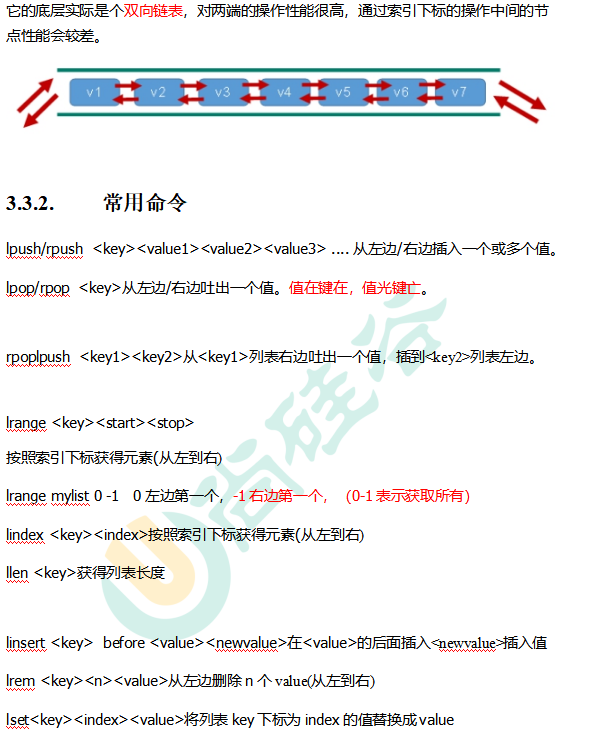 它的底层实际是个双向链表，对两端的操作性能很高，通过索引下标的操作中间的节
点性能会较差。
v1 v2 v3 v4 v5 v6 v7
3.3.2. 常用命令
lpush/rpush <key><value1><value2><value3> .... 从左边/右边插入一个或多个值。
lpop/rpop <key>从左边/右边吐出一个值。值在键在，值光键亡。
rpoplpush <key1><key2>从<key1>列表右边吐出一个值，插到<key2>列表左边。
lrange <key><start><stop>
按照索引下标获得元素(从左到右)
lrange mylist 0 -1 0 左边第一个，-1 右边第一个，（0-1 表示获取所有）
lindex <key><index>按照索引下标获得元素(从左到右)
llen <key>获得列表长度
linsert <key> before <value><newvalue>在<value>的后面插入<newvalue>插入值
lrem <key><n><value>从左边删除 n 个 value(从左到右)
lset<key><index><value>将列表 key 下标为 index 的值替换成 value
尚硅谷